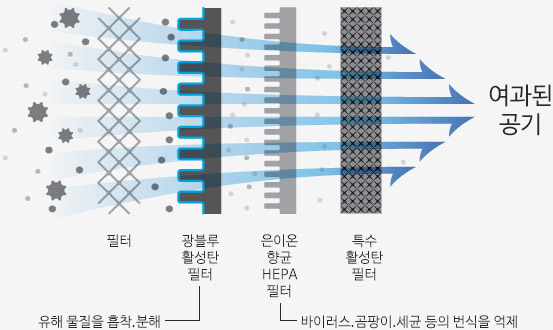 여과된
공기
필터
광블루
활성탄
필터
은이온
향균
HEPA
필터
특수
활성탄
필터
유해 물질을 흡착.분해
바이러스.곰팡이.세균 등의 번식을 억제